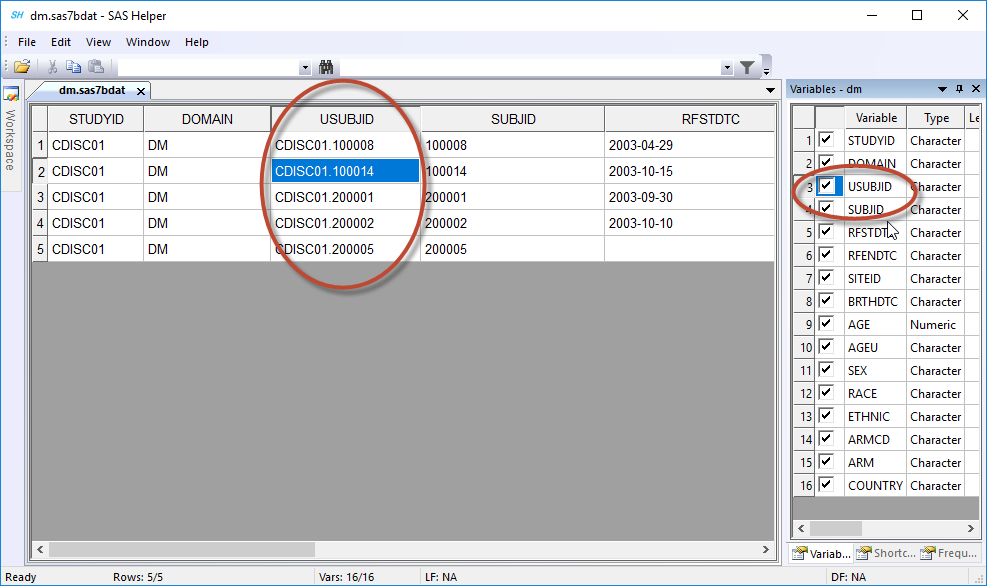 SH dm.sas7bdat - SAS Helper
File Edit View Window Help
dm.sas7bdat
Workspace
STUDYID DOMAIN USUBJID SUBJID RFSTDTC
1 CDISC01 DM CDISC01.100008 100008 2003-04-29
2 CDISC01 DM CDISC01.100014 100014 2003-10-15
3 CDISC01 DM CDISC01.200001 200001 2003-09-30
4 CDISC01 DM CDISC01.200002 200002 2003-10-10
5 CDISC01 DM CDISC01.200005 200005
Variables - dm
Variable Type Le
1 STUDYID Character
2 DOMAIN Character
3 USUBJID Character
4 SUBJID Character
5 RFSTDTC Character
6 RFENDTC Character
7 SITEID Character
8 BRTHDTC Character
9 AGE Numeric
10 AGEU Character
11 SEX Character
12 RACE Character
13 ETHNIC Character
14 ARMCD Character
15 ARM Character
16 COUNTRY Character
Variab... Shortc... Frequ...
Ready Rows: 5/5 Vars: 16/16 LF: NA DF: NA